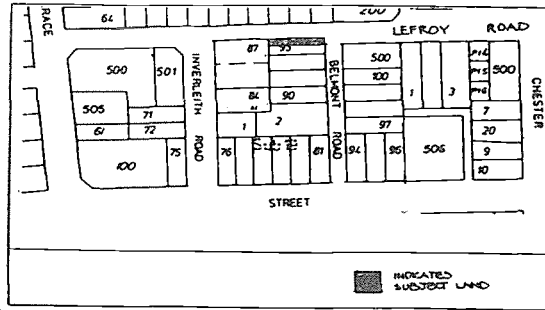 64
200
LEFROY ROAD
RACE
500
501
505
71
61
72
100
75
INVERLEITH
ROAD
87
93
84
90
1
2
76
81
BELMONT
ROAD
500
100
1
3
97
94
95
506
P14
P15
P16
500
7
20
9
10
CHESTER
STREET
INDICATES
SUBJECT LAND